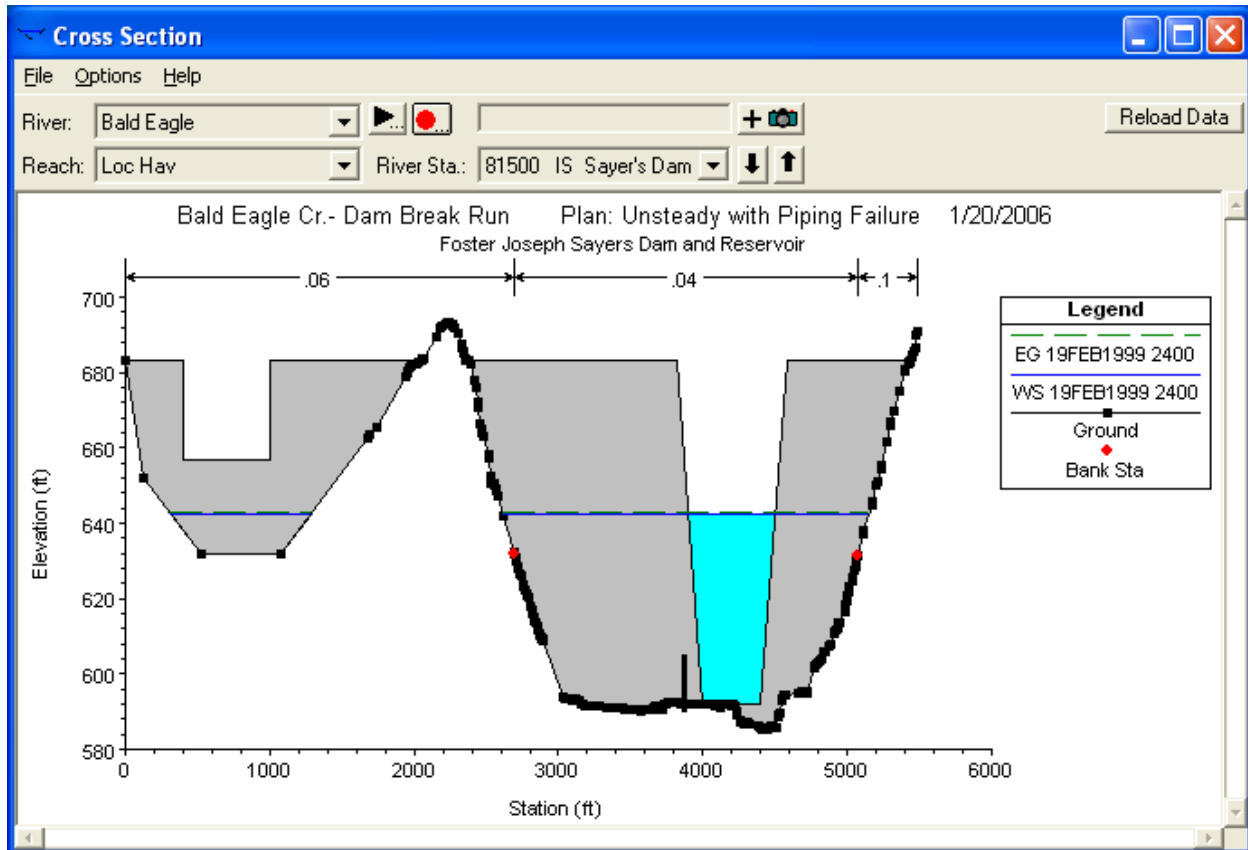 Cross Section
File Options Help
River: Bald Eagle
Reload Data
Reach: Loc Hav River Sta.: 81500 IS Sayer's Dam
Bald Eagle Cr.- Dam Break Run Plan: Unsteady with Piping Failure 1/20/2006
Foster Joseph Sayers Dam and Reservoir
.06 .04 .1
700
680
660
640
620
600
580
Elevation (ft)
0 1000 2000 3000 4000 5000 6000
Station (ft)
Legend
EG 19FEB1999 2400
WS 19FEB1999 2400
Ground
Bank Sta